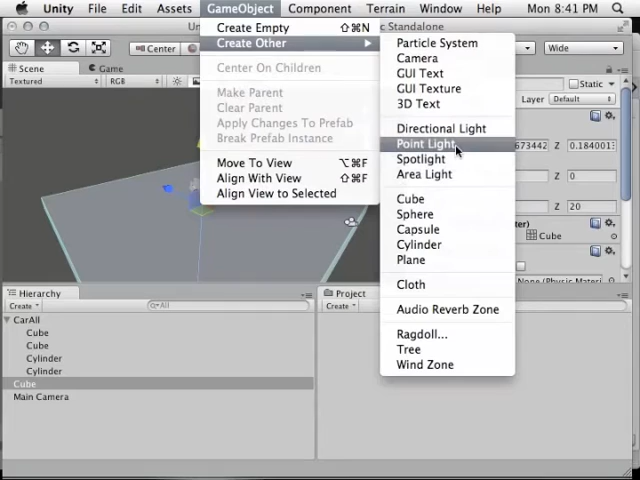 Unity File Edit Assets GameObject Component Terrain Window Help Mon 8:41 PM
Standalone
Create Empty ⇧⌘N
Create Other ▶
Center On Children
Make Parent
Clear Parent
Apply Changes To Prefab
Break Prefab Instance
Move To View ⌥⌘F
Align With View ⇧⌘F
Align View to Selected
Particle System
Camera
GUI Text
GUI Texture
3D Text
Directional Light
Point Light
Spotlight
Area Light
Cube
Sphere
Capsule
Cylinder
Plane
Cloth
Audio Reverb Zone
Ragdoll...
Tree
Wind Zone
Center
Wide
Scene Game
Textured RGB
Static
Layer Default
673442 Z 0.184001
Z 0
Z 20
Cube
Hierarchy
Create All
CarAll
Cube
Cube
Cylinder
Cylinder
Cube
Main Camera
Project
Create